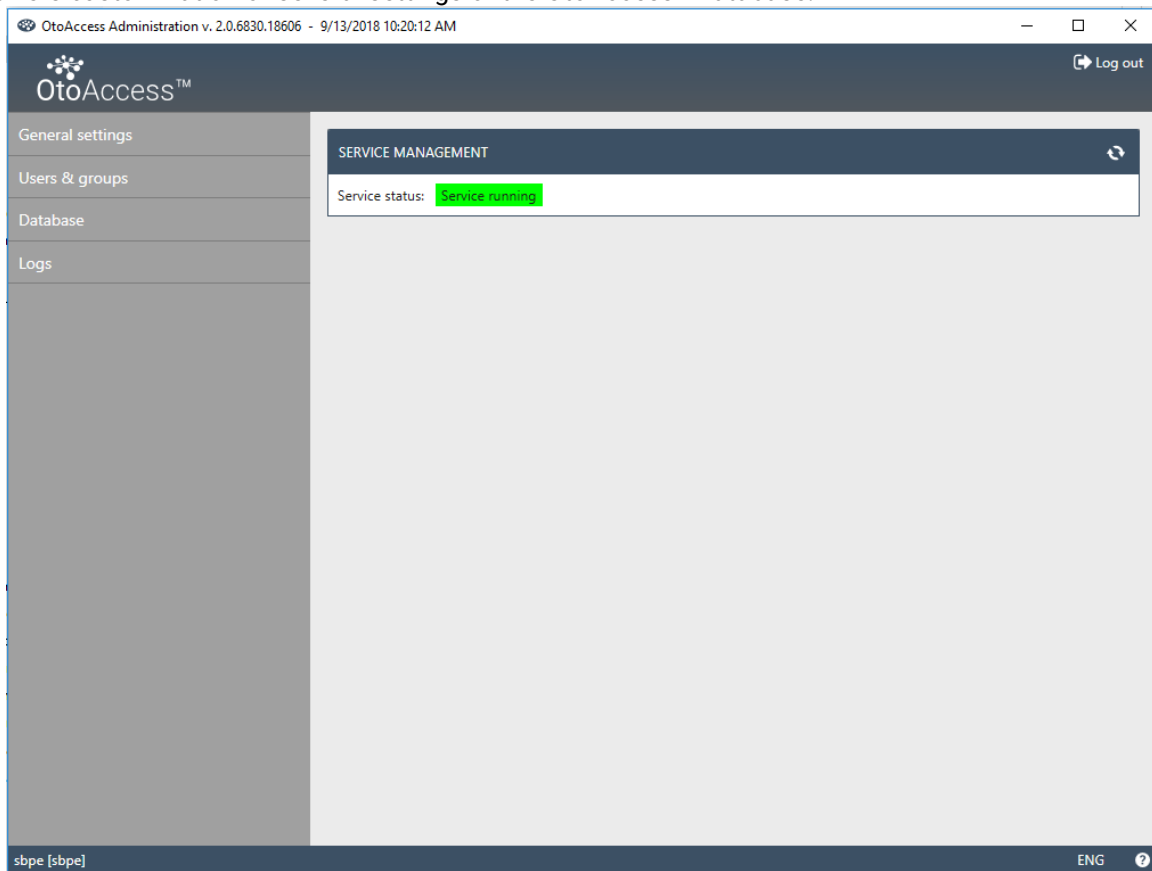 OtoAccess Administration v. 2.0.6830.18606 - 9/13/2018 10:20:12 AM
OtoAccess™
Log out
General settings
Users & groups
Database
Logs
SERVICE MANAGEMENT
Service status: Service running
sbpe [sbpe]
ENG ?